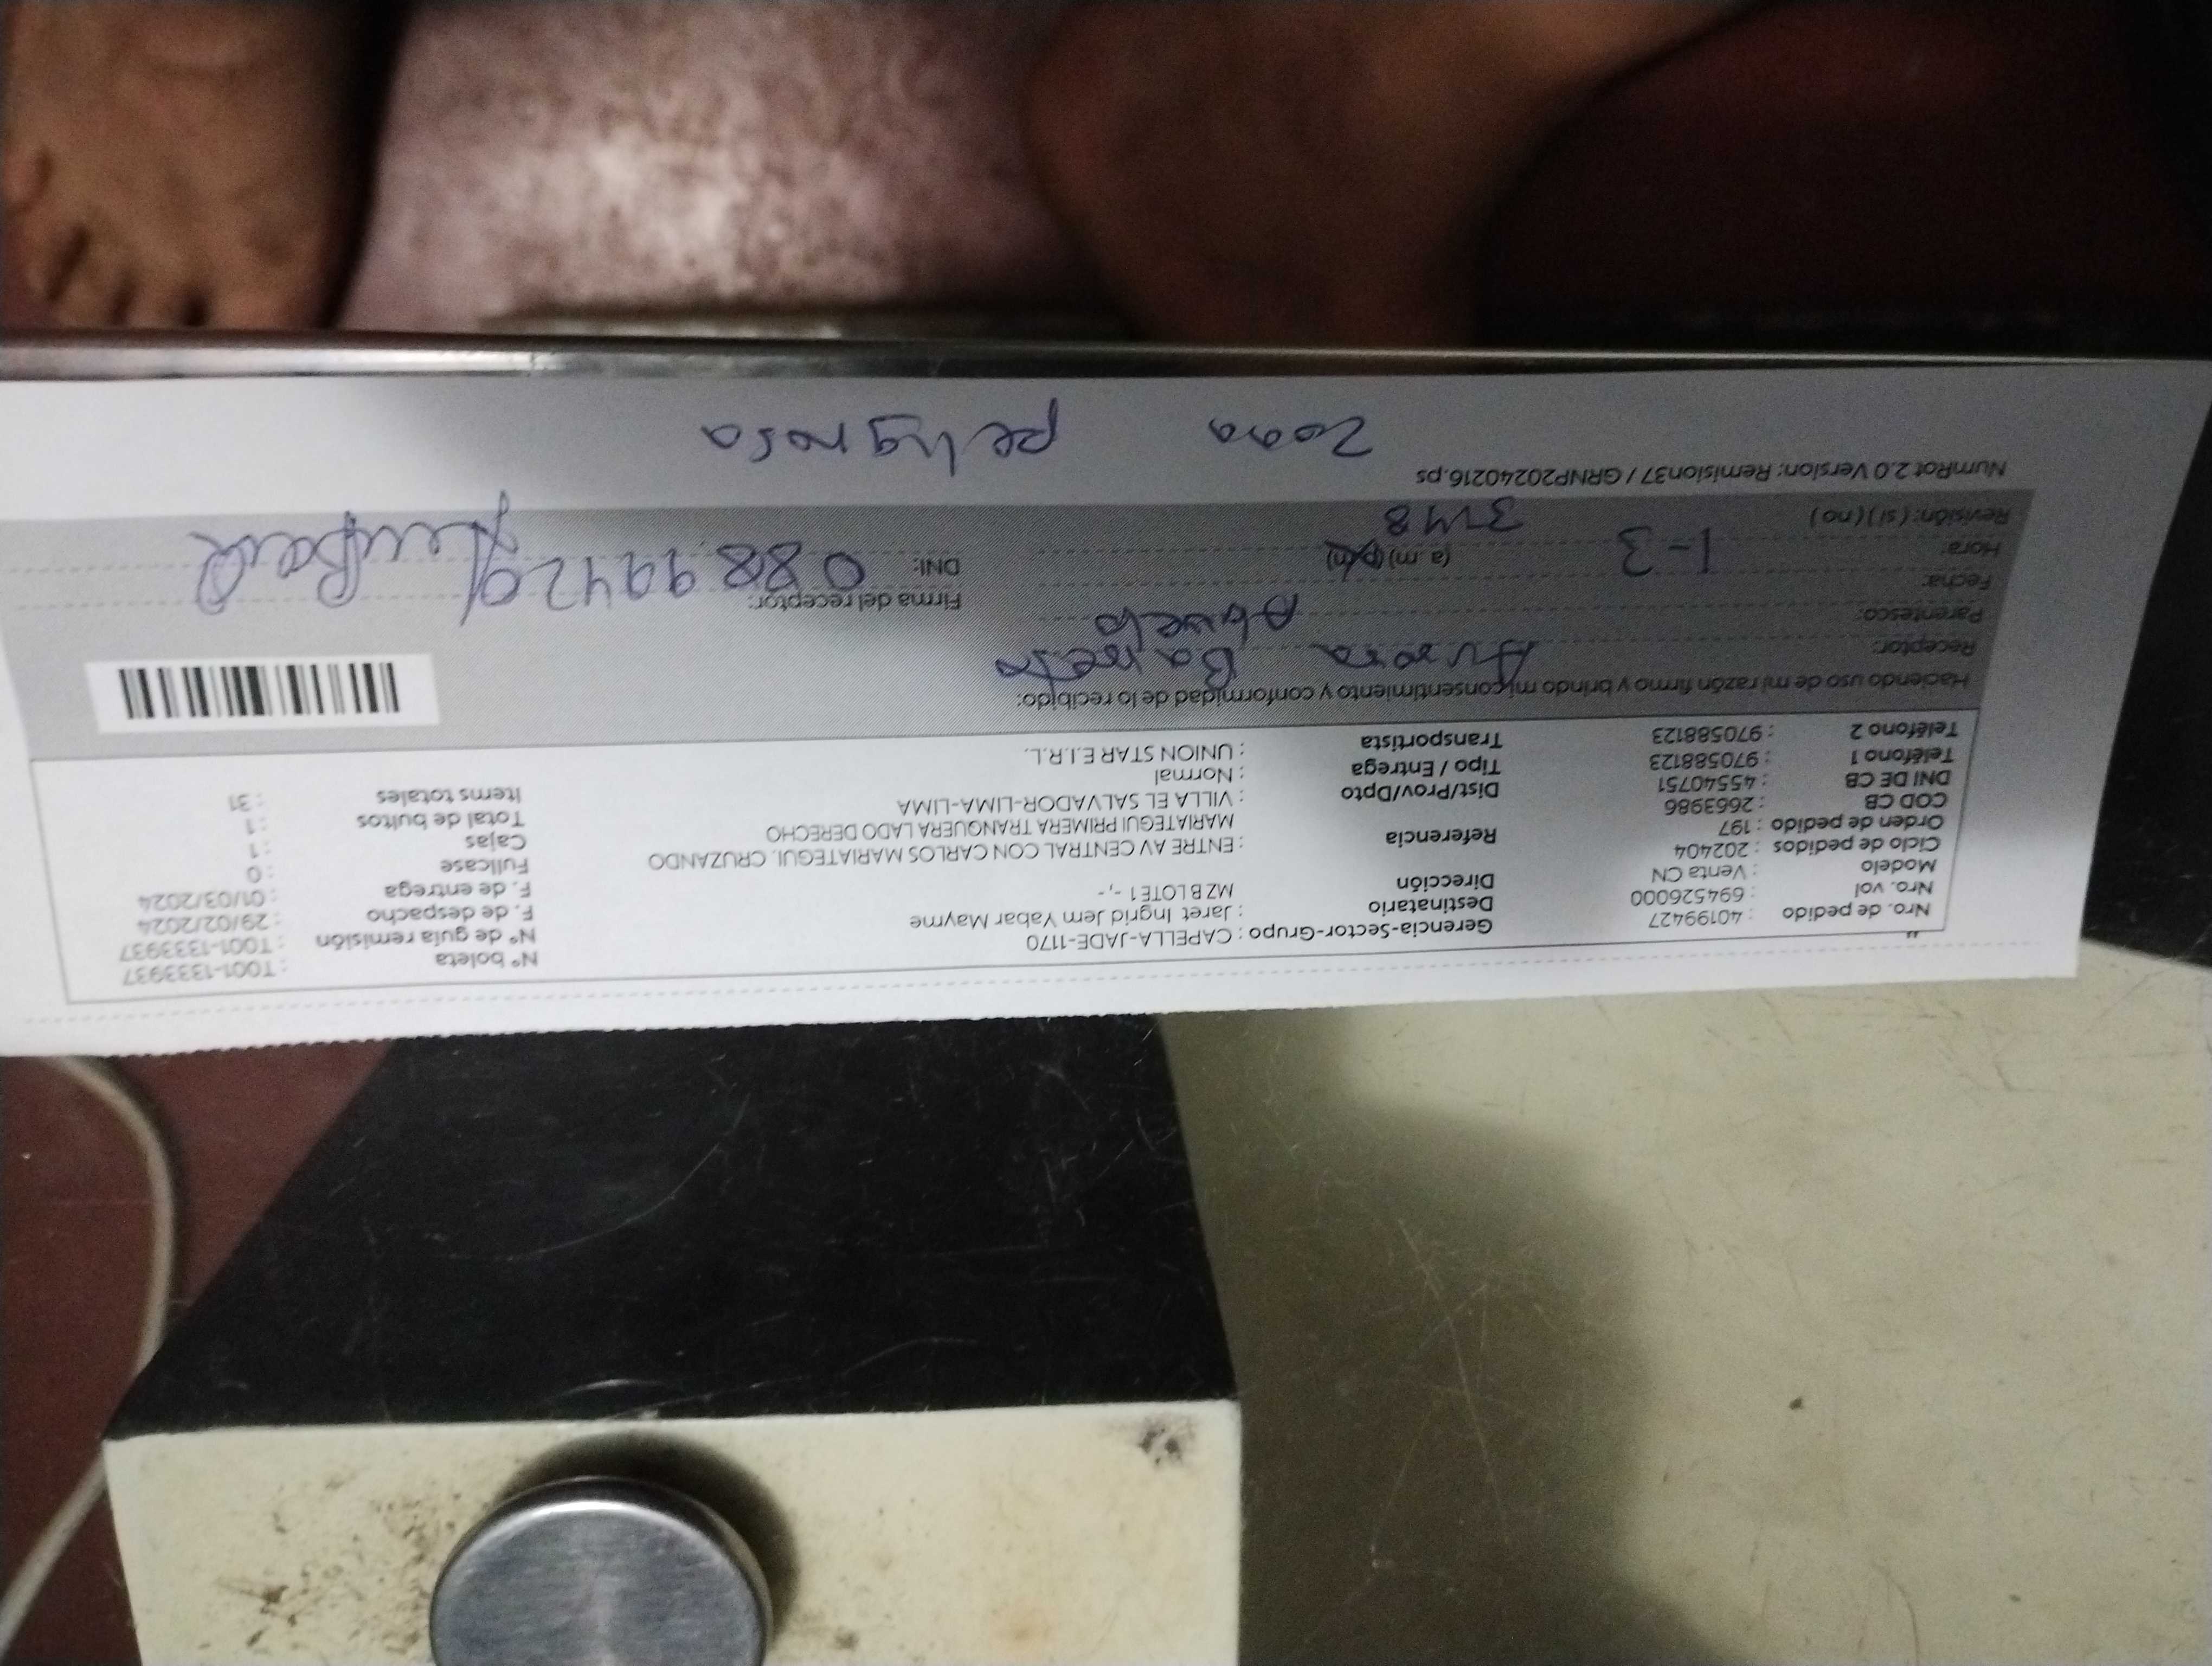 Nro. de pedido : 40199427
Nro. vol : 694526000
Modelo : Venta CN
Ciclo de pedidos : 202404
Orden de pedido : 197
COD CB : 2663986
DNI DE CB : 45540751
Teléfono 1 : 970588123
Teléfono 2 : 970588123
Gerencia-Sector-Grupo : CAPELLA-JADE-1170
Destinatario : Jaret Ingrid Jem Yabar Mayme
Dirección MZ B LOTE 1 -, -
Referencia : ENTRE AV CENTRAL CON CARLOS MARIATEGUI. CRUZANDO
MARIATEGUI PRIMERA TRANQUERA LADO DERECHO
Dist/Prov/Dpto : VILLA EL SALVADOR-LIMA-LIMA
Tipo / Entrega : Normal
Transportista : UNION STAR E.I.R.L.
Nº boleta : T001-1333937
Nº de guía remisión : T001-1333937
F. de despacho : 29/02/2024
F. de entrega : 01/03/2024
Fullcase : 0
Cajas : 1
Total de bultos : 1
Items totales : 31
Haciendo uso de mi razón firmo y brindo mi consentimiento y conformidad de lo recibido:
Receptor: Aurora Barreto
Parentesco: Abuela
Fecha: 1-3
Hora: (a. m) (p.m) 3148
Revisión: ( sí ) ( no )
Firma del receptor:
DNI: 08899420
NumRot 2.0 Version: Remision37 / GRNP20240216.ps
Zona peligrosa